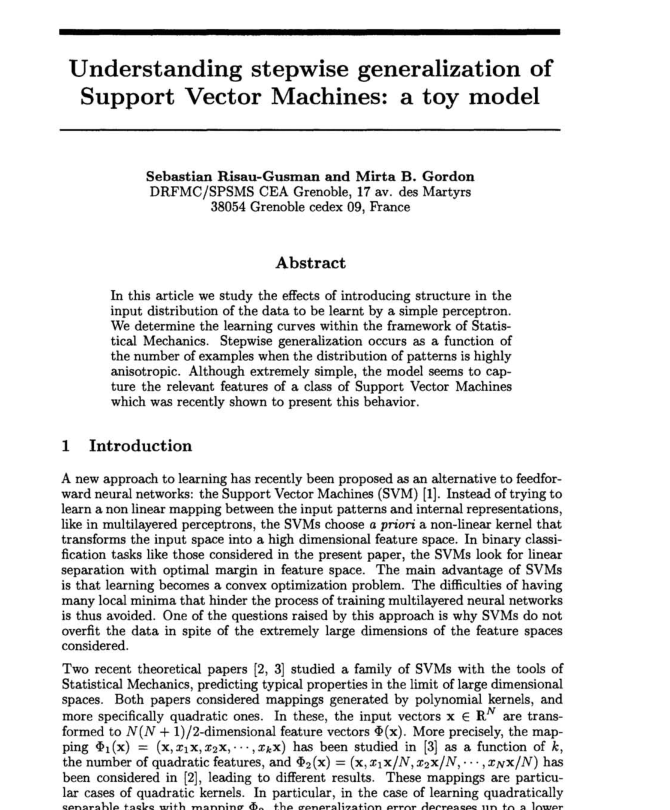 Understanding stepwise generalization of
Support Vector Machines: a toy model
Sebastian Risau-Gusman and Mirta B. Gordon
DRFMC/SPSMS CEA Grenoble, 17 av. des Martyrs
38054 Grenoble cedex 09, France
Abstract
In this article we study the effects of introducing structure in the
input distribution of the data to be learnt by a simple perceptron.
We determine the learning curves within the framework of Statis-
tical Mechanics. Stepwise generalization occurs as a function of
the number of examples when the distribution of patterns is highly
anisotropic. Although extremely simple, the model seems to cap-
ture the relevant features of a class of Support Vector Machines
which was recently shown to present this behavior.
1 Introduction
A new approach to learning has recently been proposed as an alternative to feedfor-
ward neural networks: the Support Vector Machines (SVM) [1]. Instead of trying to
learn a non linear mapping between the input patterns and internal representations,
like in multilayered perceptrons, the SVMs choose a priori a non-linear kernel that
transforms the input space into a high dimensional feature space. In binary classi-
fication tasks like those considered in the present paper, the SVMs look for linear
separation with optimal margin in feature space. The main advantage of SVMs
is that learning becomes a convex optimization problem. The difficulties of having
many local minima that hinder the process of training multilayered neural networks
is thus avoided. One of the questions raised by this approach is why SVMs do not
overfit the data in spite of the extremely large dimensions of the feature spaces
considered.
Two recent theoretical papers [2, 3] studied a family of SVMs with the tools of
Statistical Mechanics, predicting typical properties in the limit of large dimensional
spaces. Both papers considered mappings generated by polynomial kernels, and
more specifically quadratic ones. In these, the input vectors x ∈ R^N are trans-
formed to N(N + 1)/2-dimensional feature vectors Φ(x). More precisely, the map-
ping Φ₁(x) = (x, x₁x, x₂x, ···, xₖx) has been studied in [3] as a function of k,
the number of quadratic features, and Φ₂(x) = (x, x₁x/N, x₂x/N, ···, x_Nx/N) has
been considered in [2], leading to different results. These mappings are particu-
lar cases of quadratic kernels. In particular, in the case of learning quadratically
separable tasks with mapping Φ₂, the generalization error decreases up to a lower